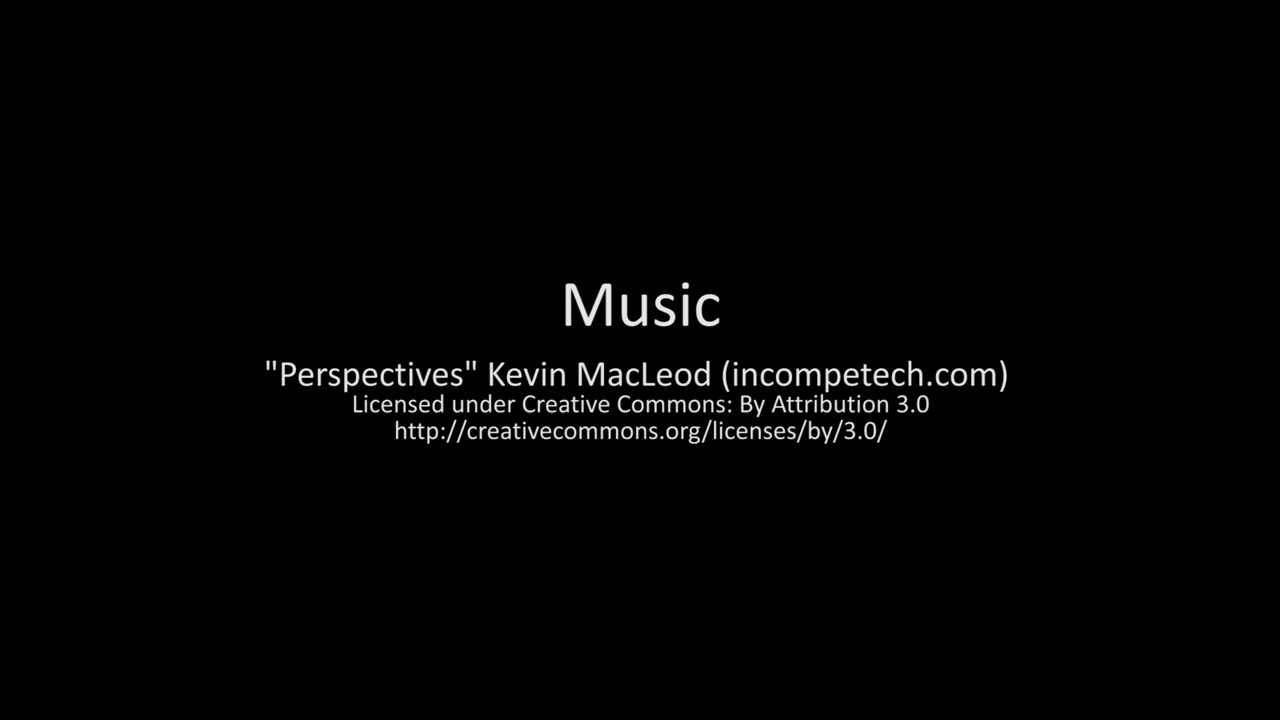 Music
"Perspectives" Kevin MacLeod (incompetech.com)
Licensed under Creative Commons: By Attribution 3.0
http://creativecommons.org/licenses/by/3.0/